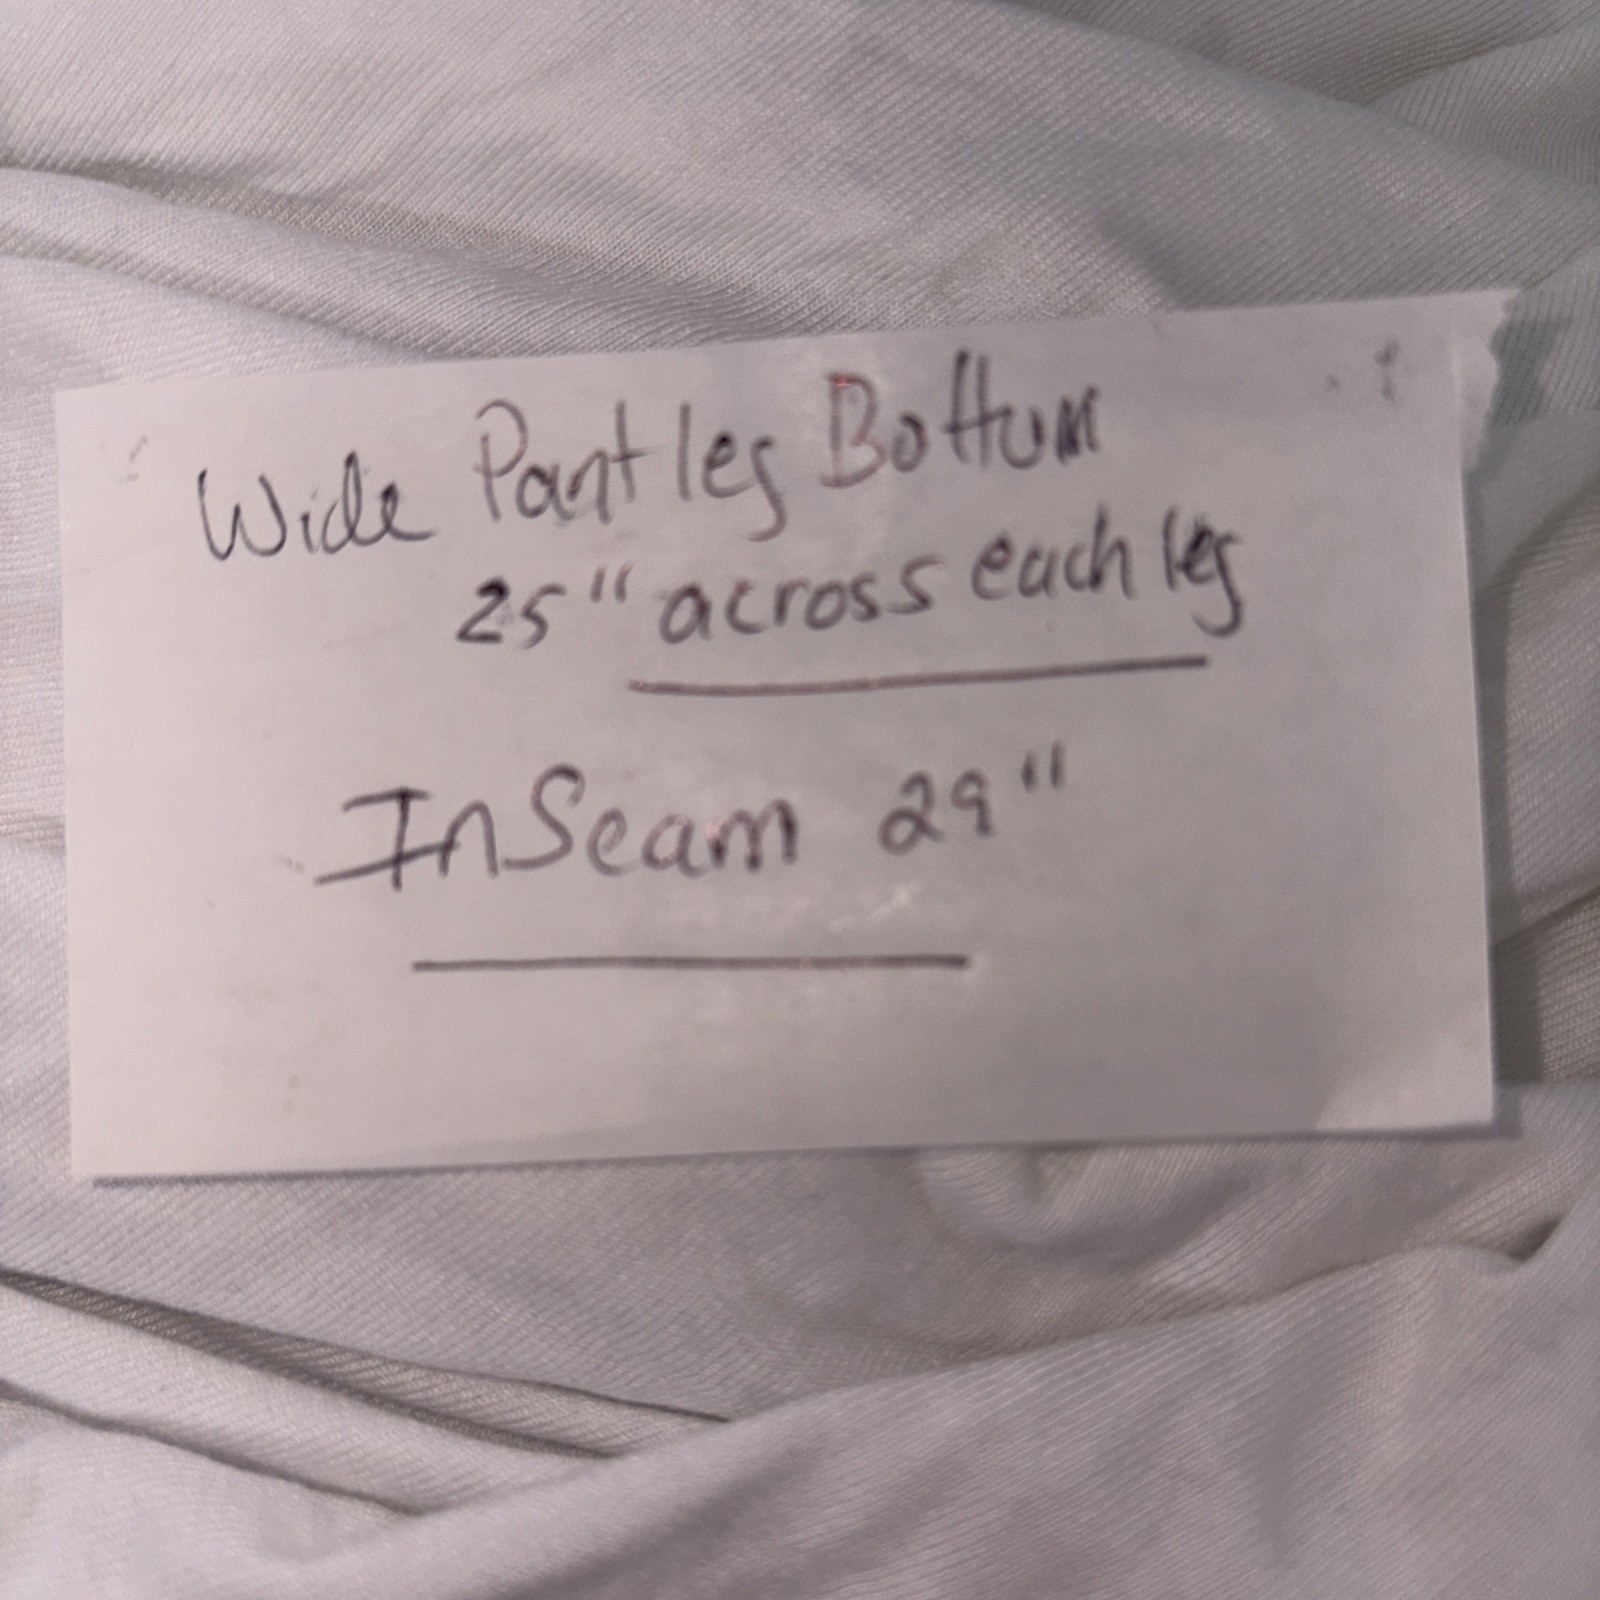 Wide Pant leg Bottum
25" across each leg
InSeam 29"